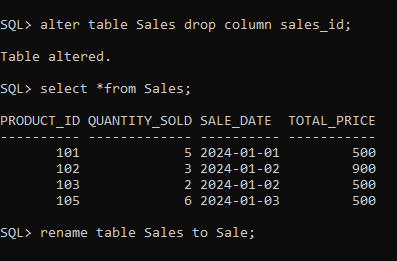 SQL> alter table Sales drop column sales_id;
Table altered.
SQL> select *from Sales;
PRODUCT_ID QUANTITY_SOLD SALE_DATE  TOTAL_PRICE
---------- ------------- ---------- -----------
       101             5 2024-01-01         500
       102             3 2024-01-02         900
       103             2 2024-01-02         500
       105             6 2024-01-03         500
SQL> rename table Sales to Sale;